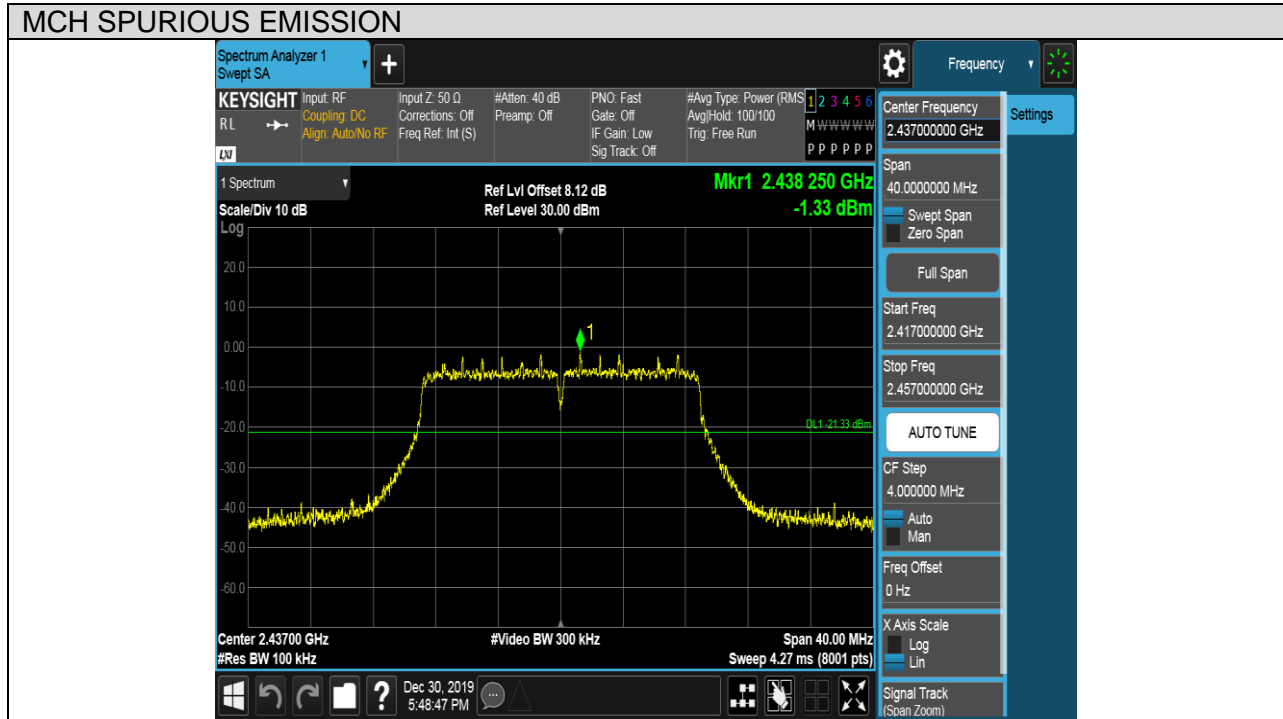 MCH SPURIOUS EMISSION
Spectrum Analyzer 1
Swept SA
+
Frequency
KEYSIGHT
RL
LXI
Input: RF
Coupling: DC
Align: Auto/No RF
Input Z: 50 Ω
Corrections: Off
Freq Ref: Int (S)
#Atten: 40 dB
Preamp: Off
PNO: Fast
Gate: Off
IF Gain: Low
Sig Track: Off
#Avg Type: Power (RMS
Avg|Hold: 100/100
Trig: Free Run
1 2 3 4 5 6
M W W W W W
P P P P P P
1 Spectrum
Scale/Div 10 dB
Ref Lvl Offset 8.12 dB
Ref Level 30.00 dBm
Mkr1 2.438 250 GHz
-1.33 dBm
Log
20.0
10.0
0.00
-10.0
-20.0
-30.0
-40.0
-50.0
-60.0
1
DL1 -21.33 dBm
Center 2.43700 GHz
#Res BW 100 kHz
#Video BW 300 kHz
Span 40.00 MHz
Sweep 4.27 ms (8001 pts)
?
Dec 30, 2019
5:48:47 PM
Center Frequency
2.437000000 GHz
Settings
Span
40.0000000 MHz
Swept Span
Zero Span
Full Span
Start Freq
2.417000000 GHz
Stop Freq
2.457000000 GHz
AUTO TUNE
CF Step
4.000000 MHz
Auto
Man
Freq Offset
0 Hz
X Axis Scale
Log
Lin
Signal Track
(Span Zoom)